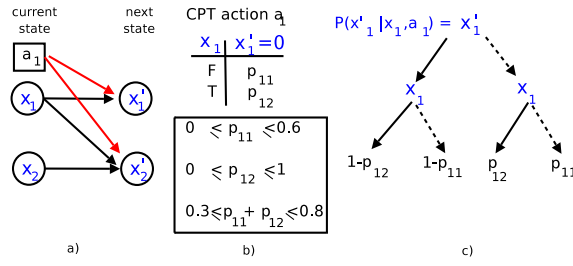 current state
next state
a1
x1
x'1
x2
x'2
a)
CPT action a1
x1 x'1=0
F p11
T p12
0 ⩽ p11 ⩽0.6
0 ⩽ p12 ⩽1
0.3⩽p11+ p12⩽0.8
b)
P(x'1|x1,a1) = x'1
x1 x1
1-p12 1-p11 p12 p11
c)